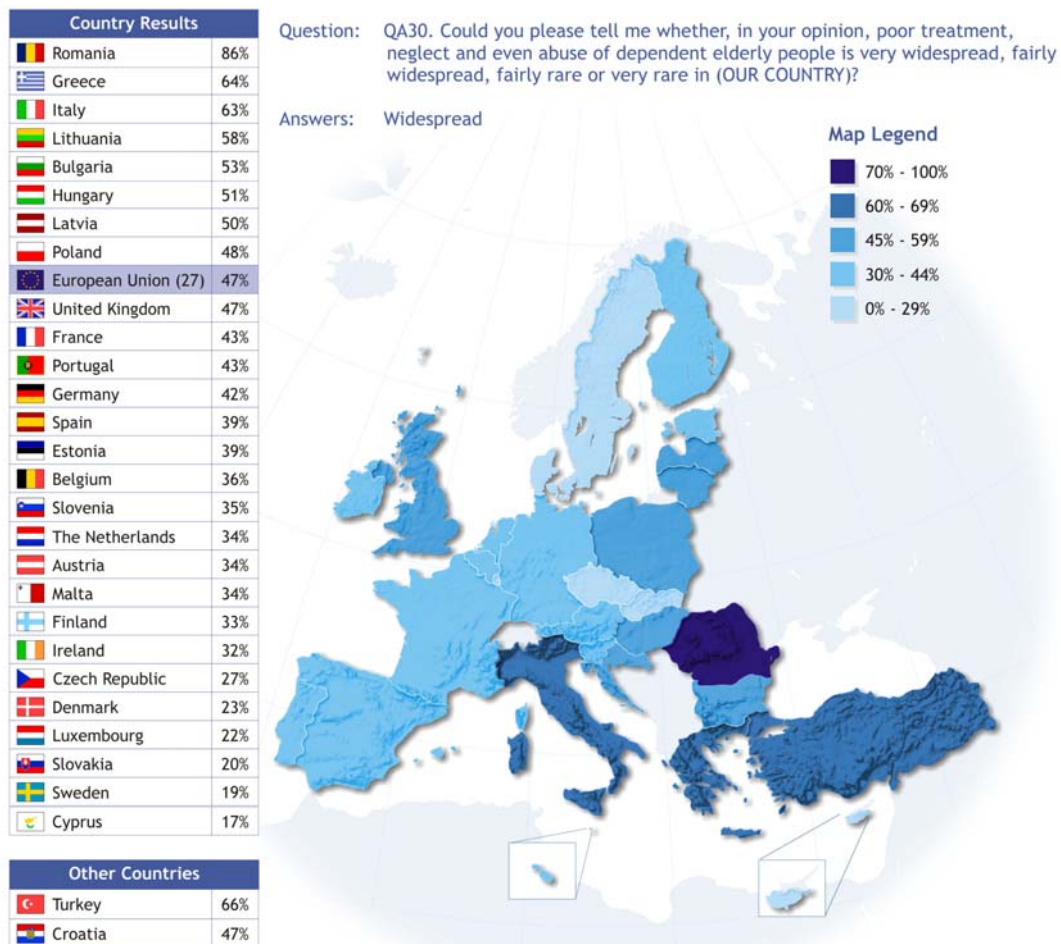 Country Results
Romania 86%
Greece 64%
Italy 63%
Lithuania 58%
Bulgaria 53%
Hungary 51%
Latvia 50%
Poland 48%
European Union (27) 47%
United Kingdom 47%
France 43%
Portugal 43%
Germany 42%
Spain 39%
Estonia 39%
Belgium 36%
Slovenia 35%
The Netherlands 34%
Austria 34%
Malta 34%
Finland 33%
Ireland 32%
Czech Republic 27%
Denmark 23%
Luxembourg 22%
Slovakia 20%
Sweden 19%
Cyprus 17%
Other Countries
Turkey 66%
Croatia 47%
Question: QA30. Could you please tell me whether, in your opinion, poor treatment,
neglect and even abuse of dependent elderly people is very widespread, fairly
widespread, fairly rare or very rare in (OUR COUNTRY)?
Answers: Widespread
Map Legend
70% - 100%
60% - 69%
45% - 59%
30% - 44%
0% - 29%